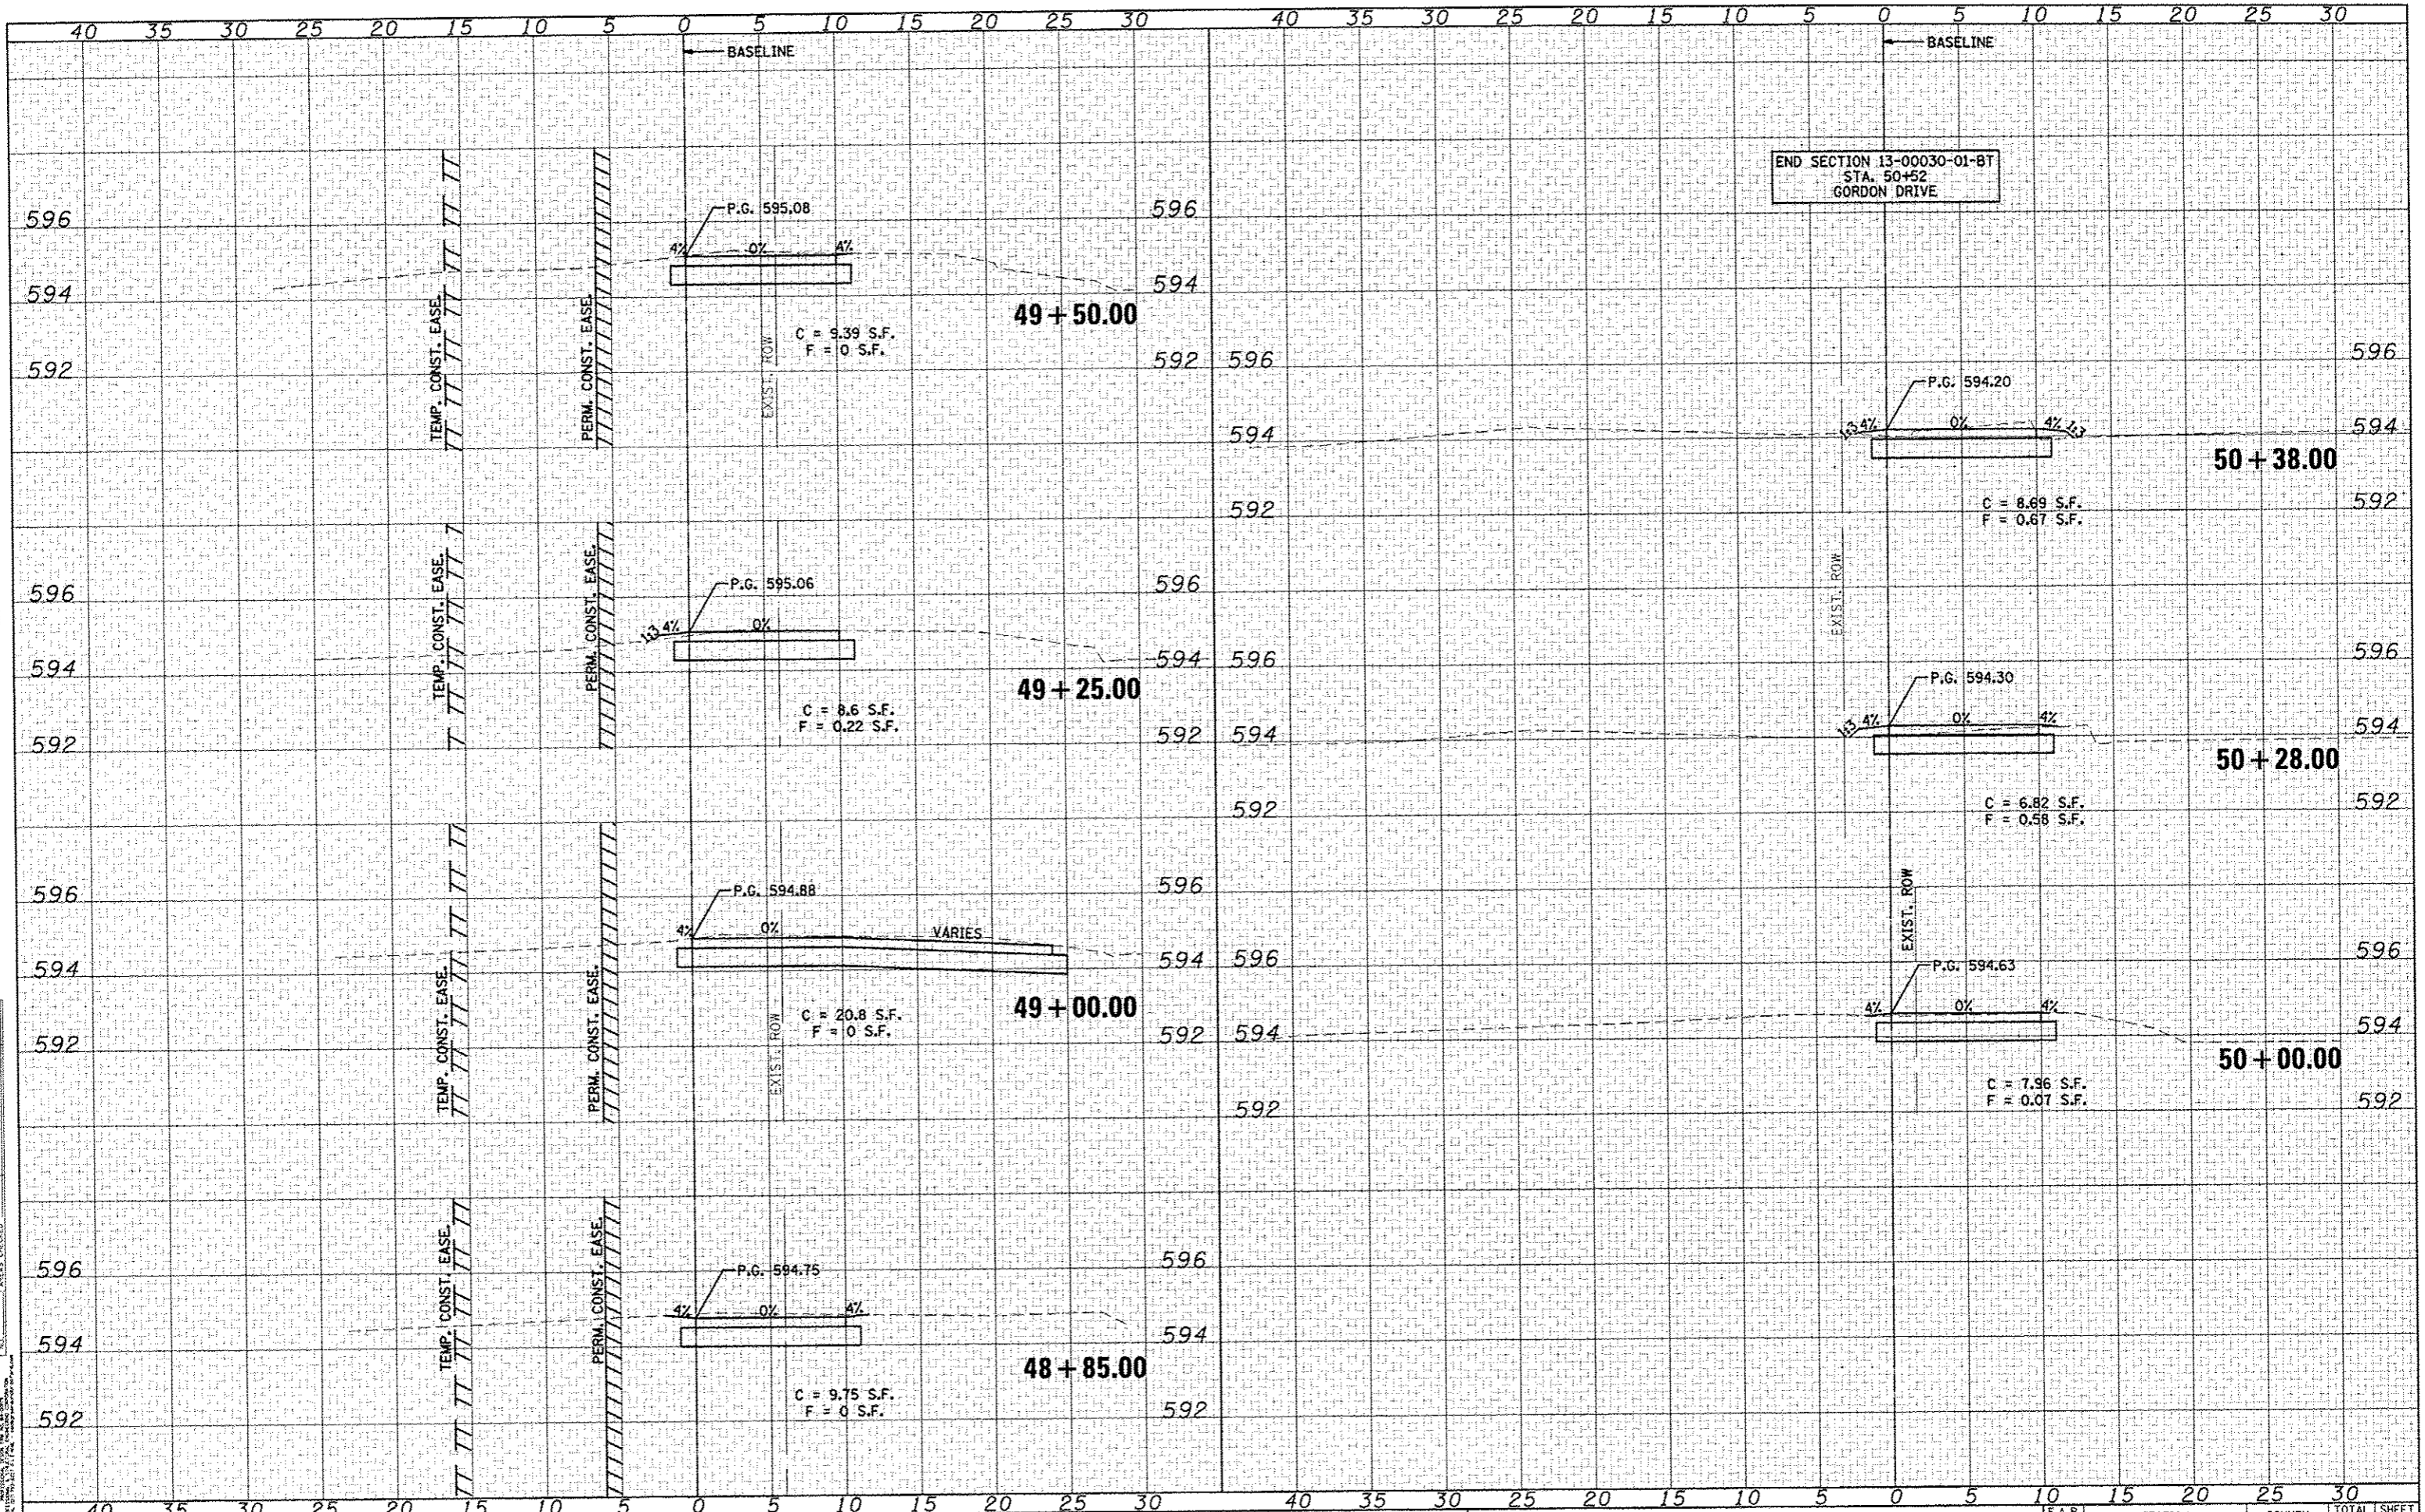 40 35 30 25 20 15 10 5 0 5 10 15 20 25 30 40 35 30 25 20 15 10 5 0 5 10 15 20 25 30
BASELINE
P.G. 595.08
596 596
4% 0% 4%
594 594
49+50.00
C = 9.39 S.F.
F = 0 S.F.
592 592
TEMP. CONST. EASE.
PERM. CONST. EASE.
EXIST. ROW
P.G. 595.06
596 596
1:3 4% 0%
594 594
49+25.00
C = 8.6 S.F.
F = 0.22 S.F.
592 592
TEMP. CONST. EASE.
PERM. CONST. EASE.
P.G. 594.88
596 596
4% 0% VARIES
594 594
49+00.00
C = 20.8 S.F.
F = 0 S.F.
592 592
TEMP. CONST. EASE.
PERM. CONST. EASE.
EXIST. ROW
P.G. 594.75
596 596
4% 0% 4%
594 594
48+85.00
C = 9.75 S.F.
F = 0 S.F.
592 592
TEMP. CONST. EASE.
PERM. CONST. EASE.
BASELINE
END SECTION 13-00030-01-BT
STA. 50+52
GORDON DRIVE
596 596
P.G. 594.20
1:3 4% 0% 4% 1:3
594 594
50+38.00
C = 8.69 S.F.
F = 0.67 S.F.
592 592
EXIST. ROW
596 596
P.G. 594.30
1:3 4% 0% 4%
594 594
50+28.00
C = 6.82 S.F.
F = 0.58 S.F.
592 592
EXIST. ROW
596 596
P.G. 594.63
4% 0% 4%
594 594
50+00.00
C = 7.96 S.F.
F = 0.07 S.F.
592 592
40 35 30 25 20 15 10 5 0 5 10 15 20 25 30 40 35 30 25 20 15 10 5 0 5 10 15 20 25 30
F.A.P. TOTAL SHEET